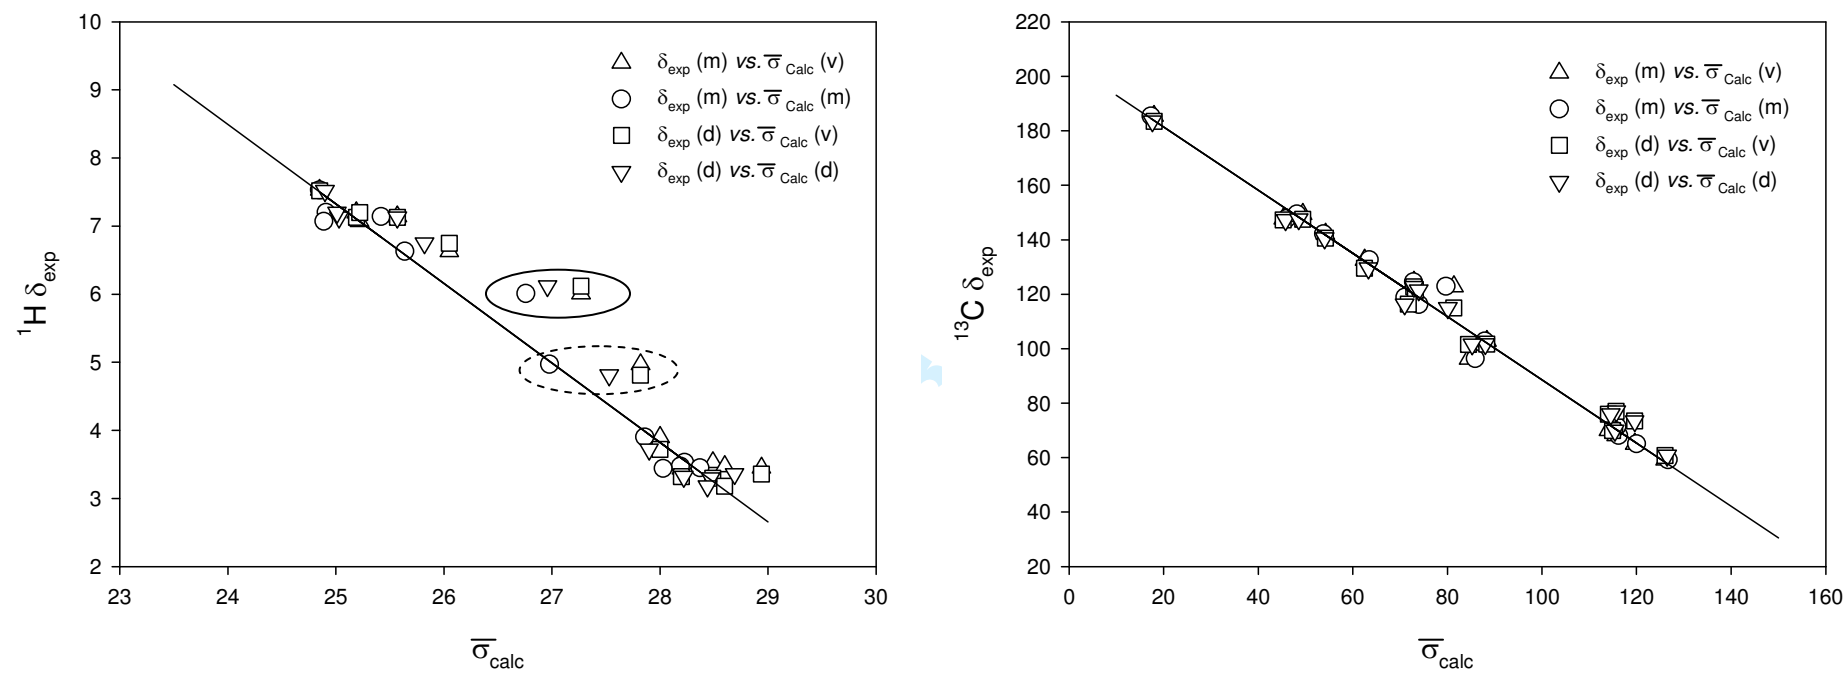 10
9
8
7
6
5
4
3
2
23 24 25 26 27 28 29 30
¹H δexp
σ̅calc
δexp (m) vs. σ̅Calc (v)
δexp (m) vs. σ̅Calc (m)
δexp (d) vs. σ̅Calc (v)
δexp (d) vs. σ̅Calc (d)
220
200
180
160
140
120
100
80
60
40
20
0 20 40 60 80 100 120 140 160
¹³C δexp
σ̅calc
δexp (m) vs. σ̅Calc (v)
δexp (m) vs. σ̅Calc (m)
δexp (d) vs. σ̅Calc (v)
δexp (d) vs. σ̅Calc (d)